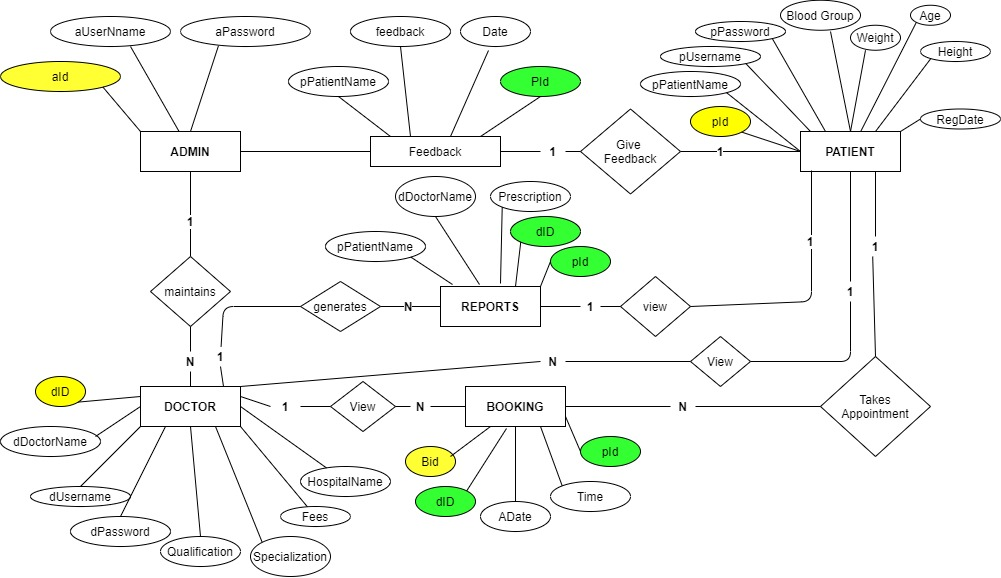 aUserNname
aPassword
feedback
Date
Blood Group
Age
pPassword
Weight
pUsername
Height
aId
pPatientName
PId
pPatientName
pId
RegDate
ADMIN
Feedback
1
Give
Feedback
1
PATIENT
dDoctorName
Prescription
1
dID
1
1
pPatientName
pId
maintains
generates
N
REPORTS
1
view
1
N
1
N
View
dID
DOCTOR
1
View
N
BOOKING
N
Takes
Appointment
dDoctorName
Bid
pId
HospitalName
dUsername
dID
Time
dPassword
Fees
ADate
Qualification
Specialization